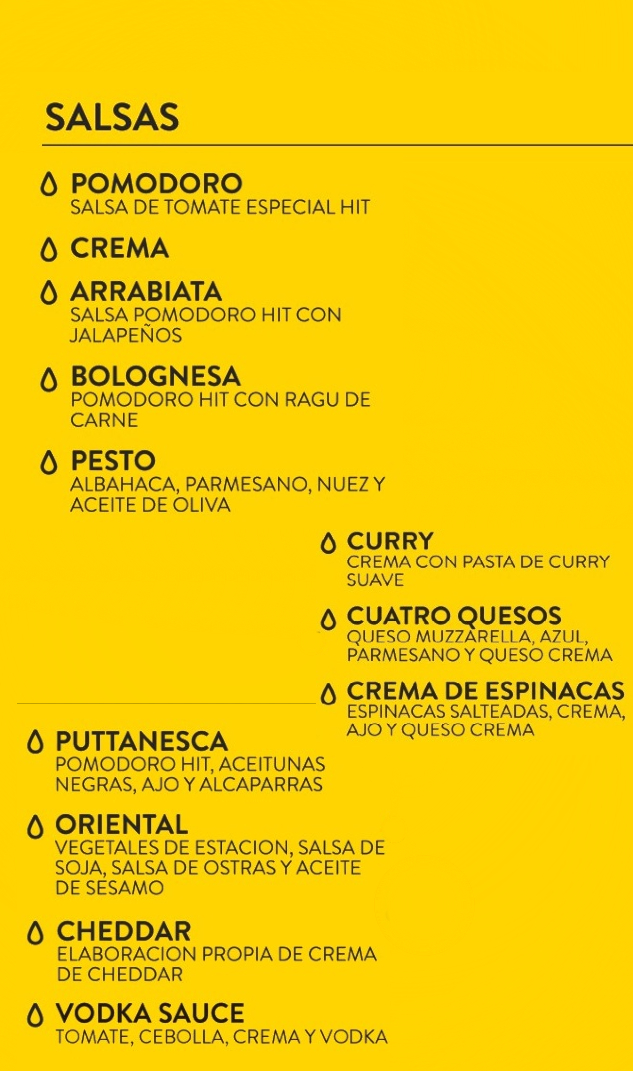 SALSAS
POMODORO
SALSA DE TOMATE ESPECIAL HIT
CREMA
ARRABIATA
SALSA POMODORO HIT CON
JALAPEÑOS
BOLOGNESA
POMODORO HIT CON RAGU DE
CARNE
PESTO
ALBAHACA, PARMESANO, NUEZ Y
ACEITE DE OLIVA
CURRY
CREMA CON PASTA DE CURRY
SUAVE
CUATRO QUESOS
QUESO MUZZARELLA, AZUL,
PARMESANO Y QUESO CREMA
CREMA DE ESPINACAS
ESPINACAS SALTEADAS, CREMA,
AJO Y QUESO CREMA
PUTTANESCA
POMODORO HIT, ACEITUNAS
NEGRAS, AJO Y ALCAPARRAS
ORIENTAL
VEGETALES DE ESTACION, SALSA DE
SOJA, SALSA DE OSTRAS Y ACEITE
DE SESAMO
CHEDDAR
ELABORACION PROPIA DE CREMA
DE CHEDDAR
VODKA SAUCE
TOMATE, CEBOLLA, CREMA Y VODKA